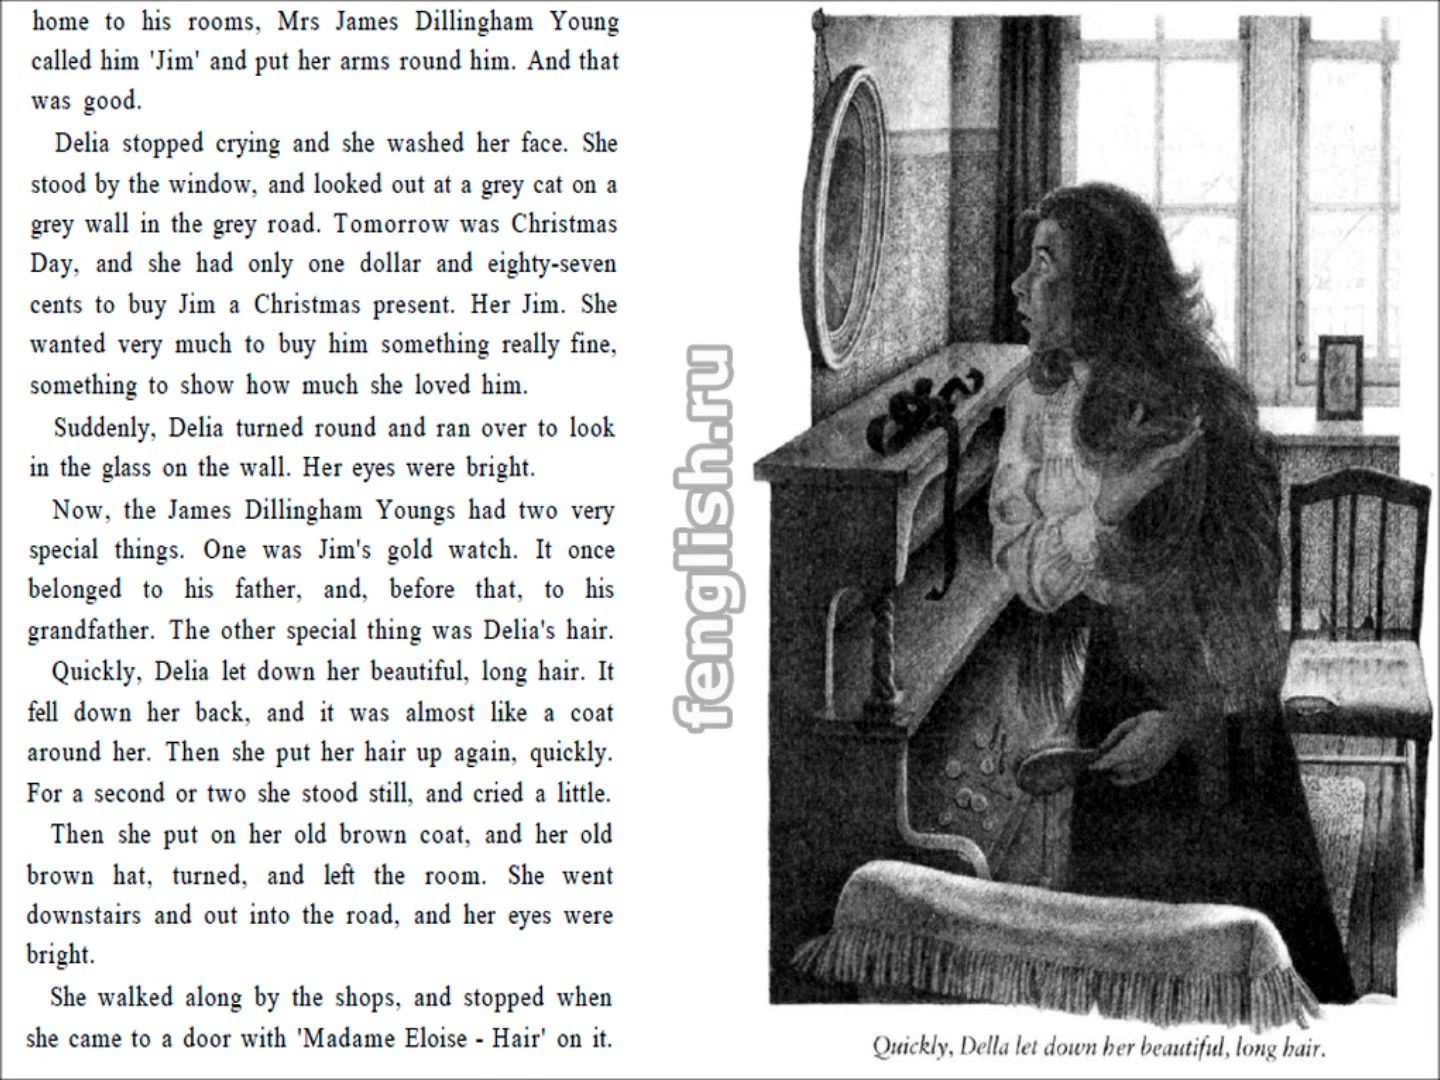 home to his rooms, Mrs James Dillingham Young
called him 'Jim' and put her arms round him. And that
was good.
Delia stopped crying and she washed her face. She
stood by the window, and looked out at a grey cat on a
grey wall in the grey road. Tomorrow was Christmas
Day, and she had only one dollar and eighty-seven
cents to buy Jim a Christmas present. Her Jim. She
wanted very much to buy him something really fine,
something to show how much she loved him.
Suddenly, Delia turned round and ran over to look
in the glass on the wall. Her eyes were bright.
Now, the James Dillingham Youngs had two very
special things. One was Jim's gold watch. It once
belonged to his father, and, before that, to his
grandfather. The other special thing was Delia's hair.
Quickly, Delia let down her beautiful, long hair. It
fell down her back, and it was almost like a coat
around her. Then she put her hair up again, quickly.
For a second or two she stood still, and cried a little.
Then she put on her old brown coat, and her old
brown hat, turned, and left the room. She went
downstairs and out into the road, and her eyes were
bright.
She walked along by the shops, and stopped when
she came to a door with 'Madame Eloise - Hair' on it.
fenglish.ru
Quickly, Della let down her beautiful, long hair.